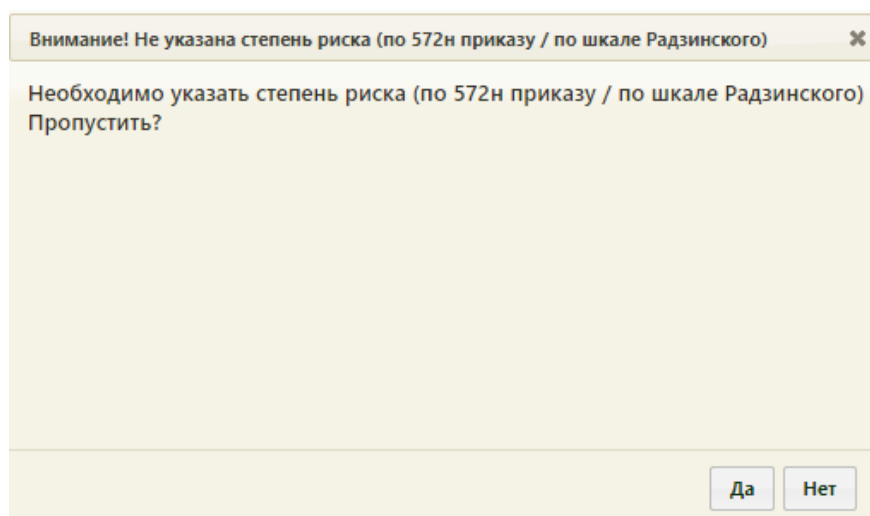 Внимание! Не указана степень риска (по 572н приказу / по шкале Радзинского)
Необходимо указать степень риска (по 572н приказу / по шкале Радзинского)
Пропустить?
Да Нет